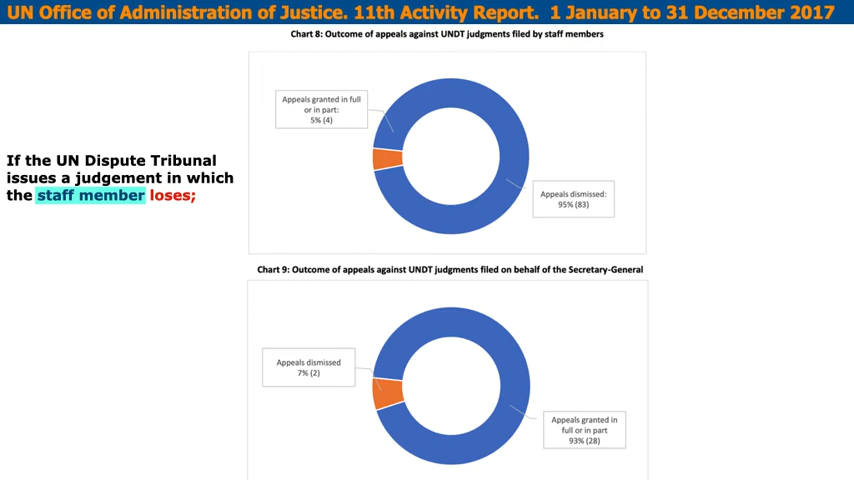 UN Office of Administration of Justice. 11th Activity Report.  1 January to 31 December 2017
Chart 8: Outcome of appeals against UNDT judgments filed by staff members
Appeals granted in full
or in part:
5% (4)
If the UN Dispute Tribunal
issues a judgement in which
the staff member loses;
Appeals dismissed:
95% (83)
Chart 9: Outcome of appeals against UNDT judgments filed on behalf of the Secretary-General
Appeals dismissed
7% (2)
Appeals granted in
full or in part
93% (28)